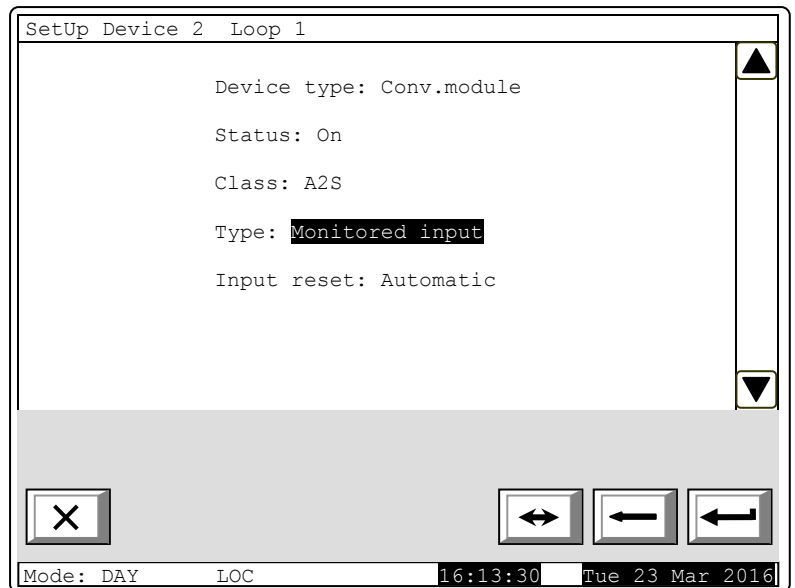 SetUp Device 2 Loop 1
Device type: Conv.module
Status: On
Class: A2S
Type: Monitored input
Input reset: Automatic
Mode: DAY LOC 16:13:30 Tue 23 Mar 2016